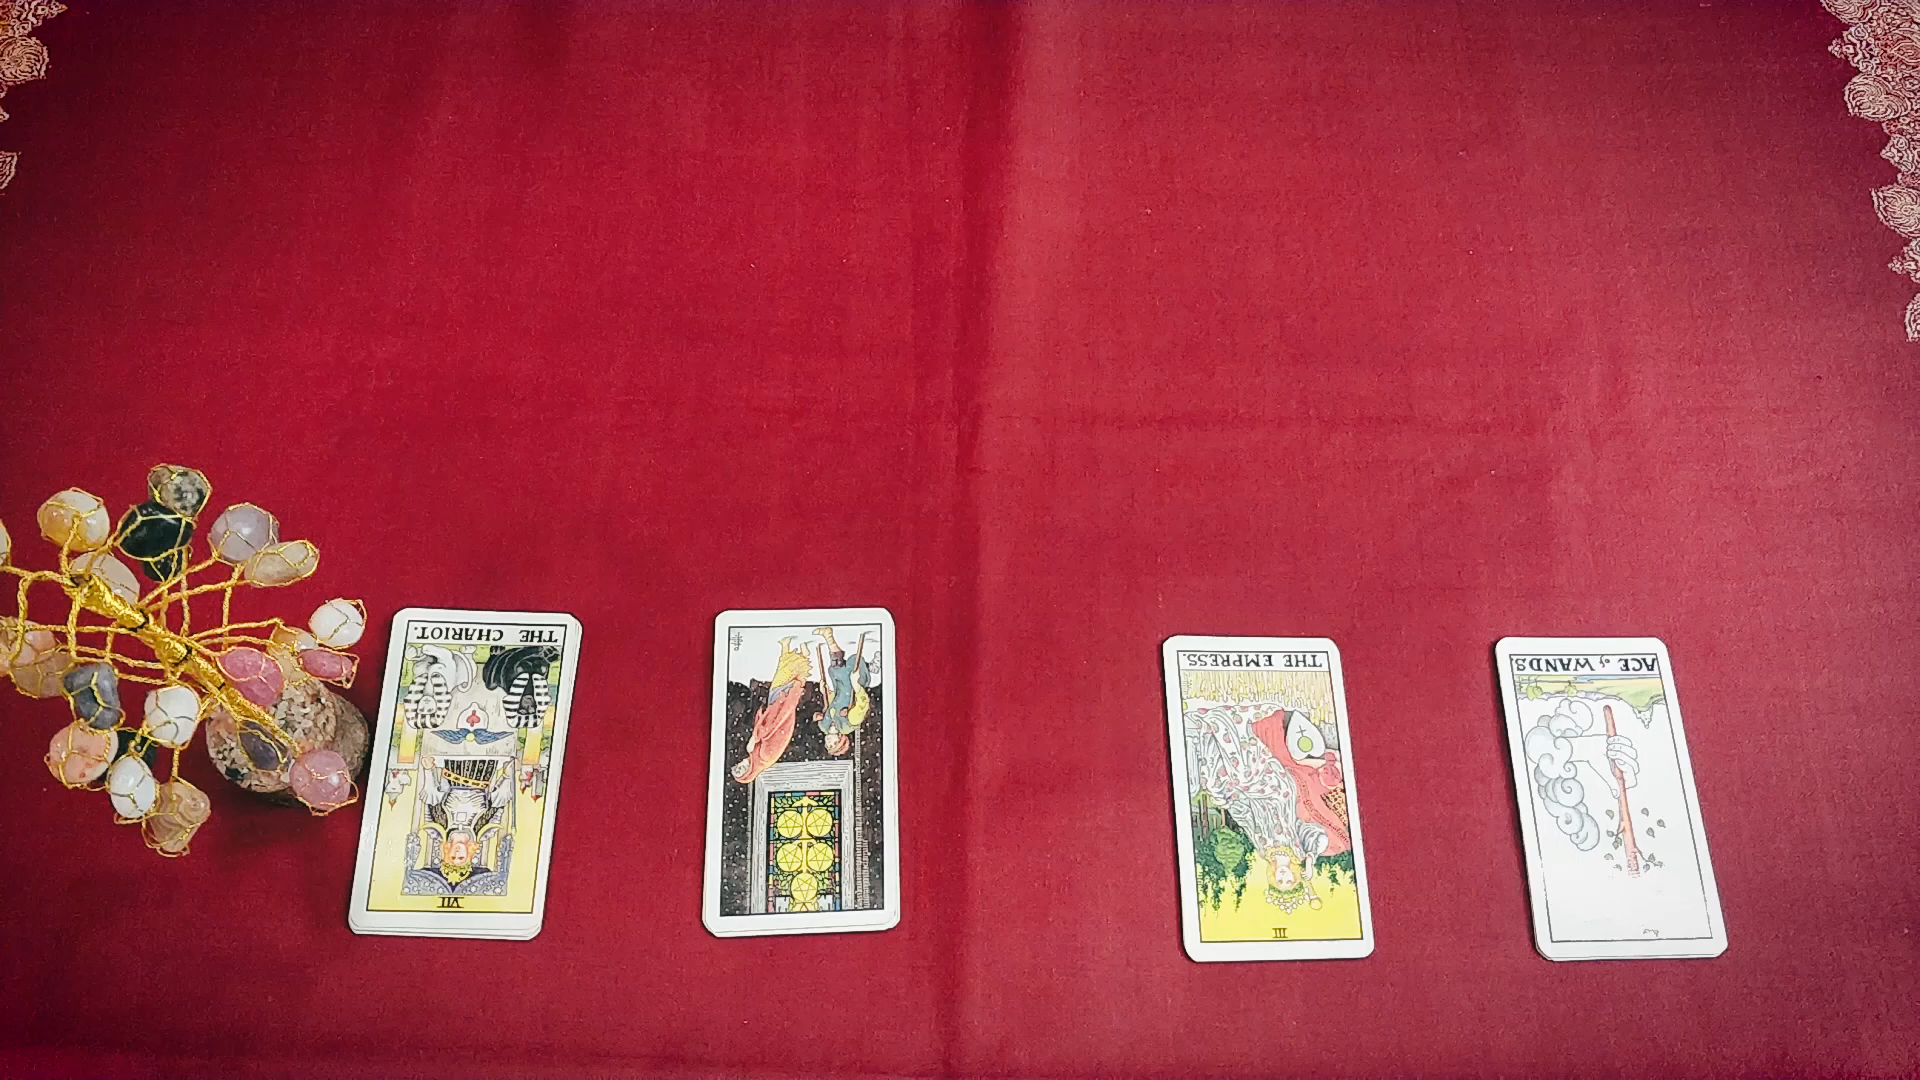 THE CHARIOT.
VII
THE EMPRESS.
III
ACE of WANDS.